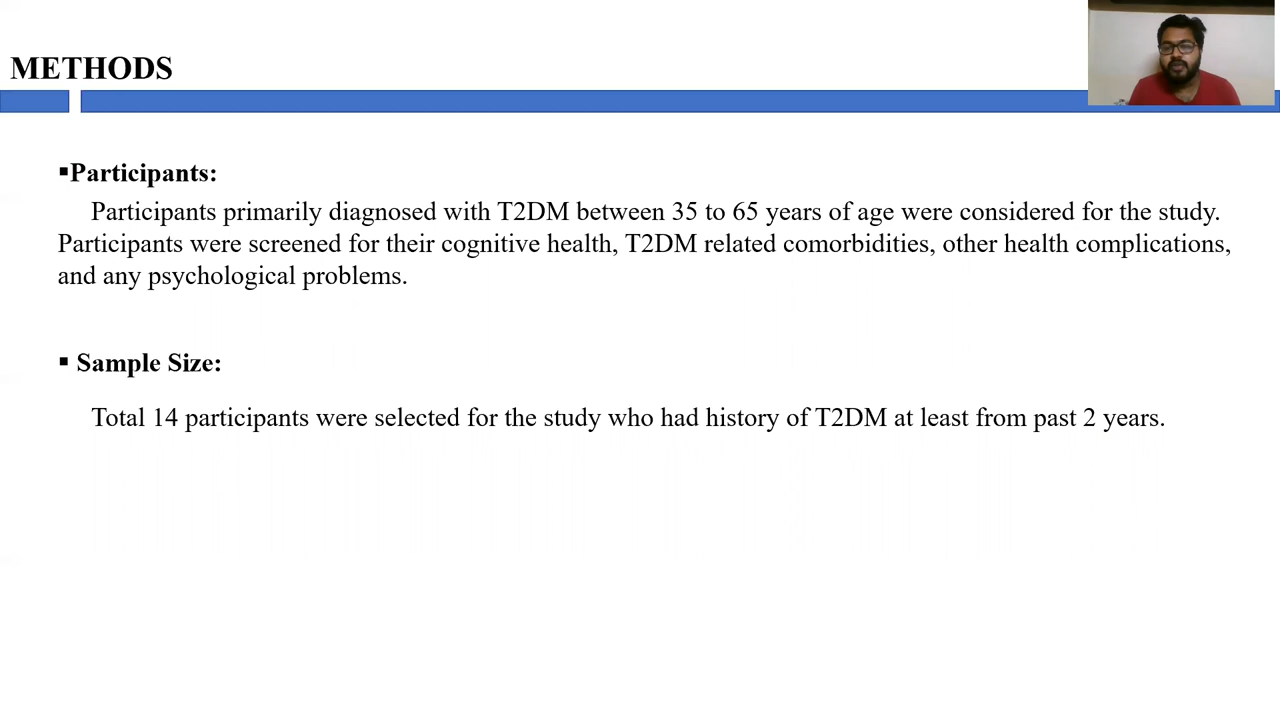 METHODS
▪Participants:
Participants primarily diagnosed with T2DM between 35 to 65 years of age were considered for the study.
Participants were screened for their cognitive health, T2DM related comorbidities, other health complications,
and any psychological problems.
▪ Sample Size:
Total 14 participants were selected for the study who had history of T2DM at least from past 2 years.